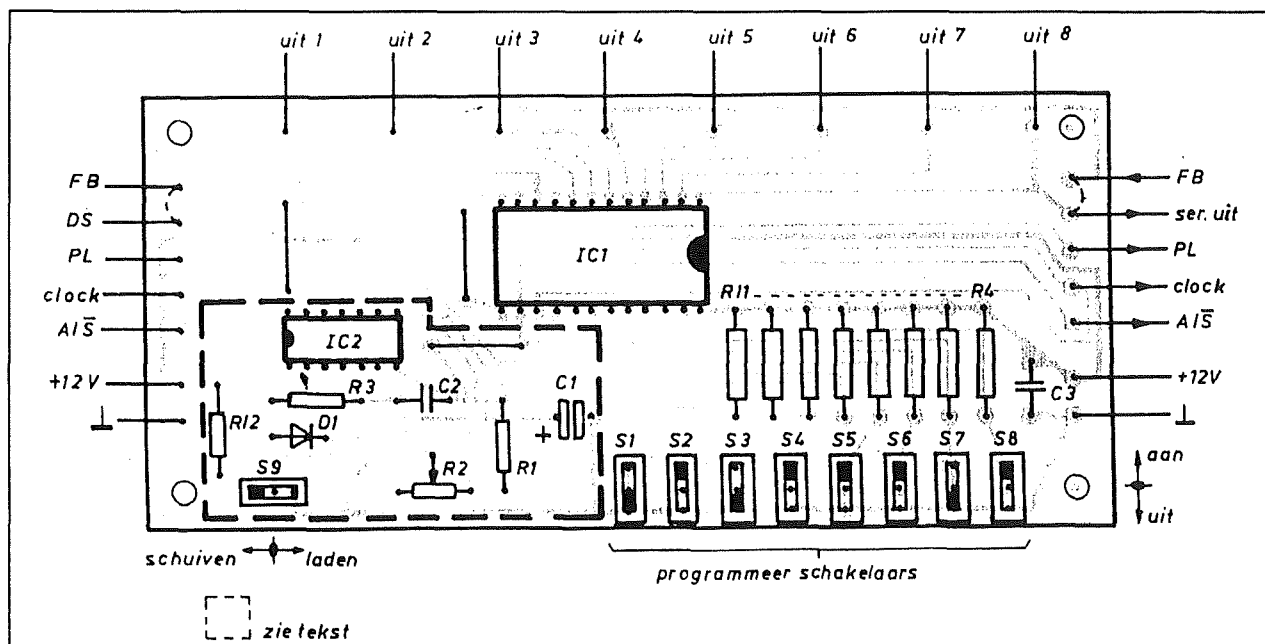 uit 1 uit 2 uit 3 uit 4 uit 5 uit 6 uit 7 uit 8
FB FB
DS ser. uit
PL PL
IC1
clock clock
R11 R4
A/S̅ A/S̅
IC2
+12V +12V
R3 C2 C1 C3
⊥ ⊥
R12 D1 +
S1 S2 S3 S4 S5 S6 S7 S8
S9 R2 R1 aan
uit
schuiven laden
programmeer schakelaars
zie tekst